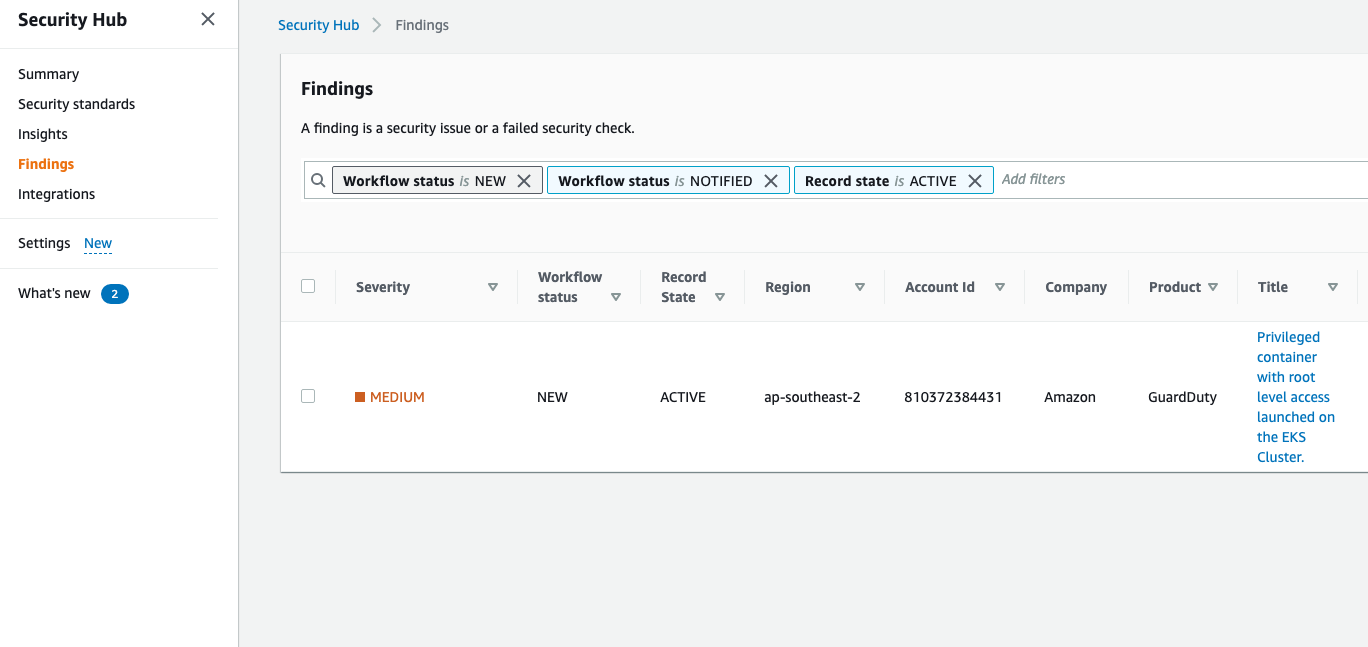 Security Hub
Summary
Security standards
Insights
Findings
Integrations
Settings New
What's new 2
Security Hub Findings
Findings
A finding is a security issue or a failed security check.
Workflow status is NEW Workflow status is NOTIFIED Record state is ACTIVE Add filters
Severity Workflow status Record State Region Account Id Company Product Title
MEDIUM NEW ACTIVE ap-southeast-2 810372384431 Amazon GuardDuty
Privileged
container
with root
level access
launched on
the EKS
Cluster.